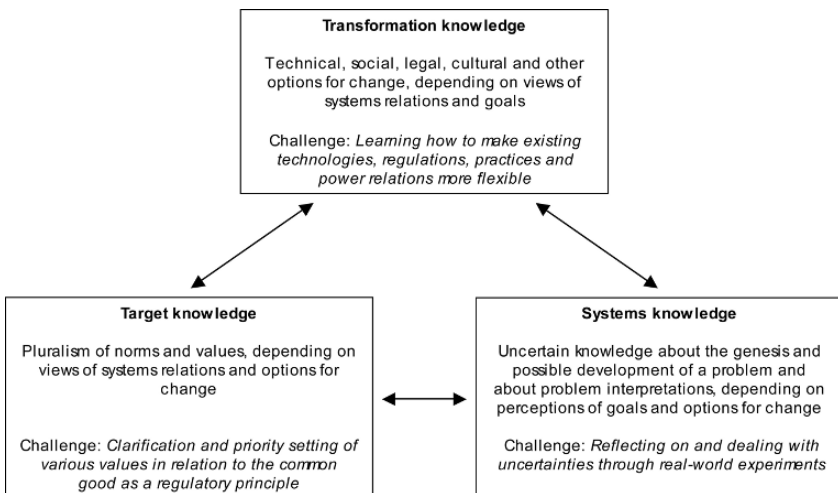 Transformation knowledge
Technical, social, legal, cultural and other
options for change, depending on views of
systems relations and goals
Challenge: Learning how to make existing
technologies, regulations, practices and
power relations more flexible
Target knowledge
Pluralism of norms and values, depending on
views of systems relations and options for
change
Challenge: Clarification and priority setting of
various values in relation to the common
good as a regulatory principle
Systems knowledge
Uncertain knowledge about the genesis and
possible development of a problem and
about problem interpretations, depending on
perceptions of goals and options for change
Challenge: Reflecting on and dealing with
uncertainties through real-world experiments